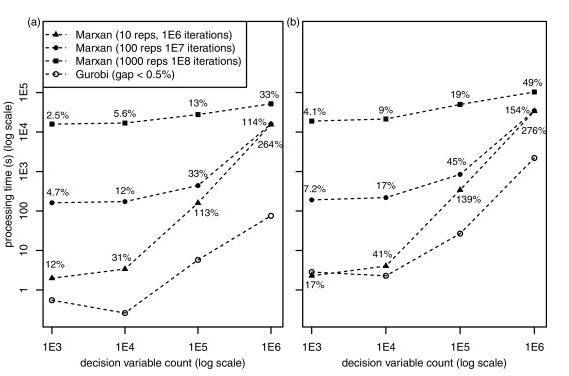 (a)
Marxan (10 reps, 1E6 iterations)
Marxan (100 reps 1E7 iterations)
Marxan (1000 reps 1E8 iterations)
Gurobi (gap < 0.5%)
(b)
processing time (s) (log scale)
1E5
1E4
1E3
100
10
1
2.5%
5.6%
13%
33%
114%
264%
4.7%
12%
33%
113%
12%
31%
4.1%
9%
19%
49%
154%
276%
7.2%
17%
45%
139%
41%
17%
1E3
1E4
1E5
1E6
decision variable count (log scale)
1E3
1E4
1E5
1E6
decision variable count (log scale)